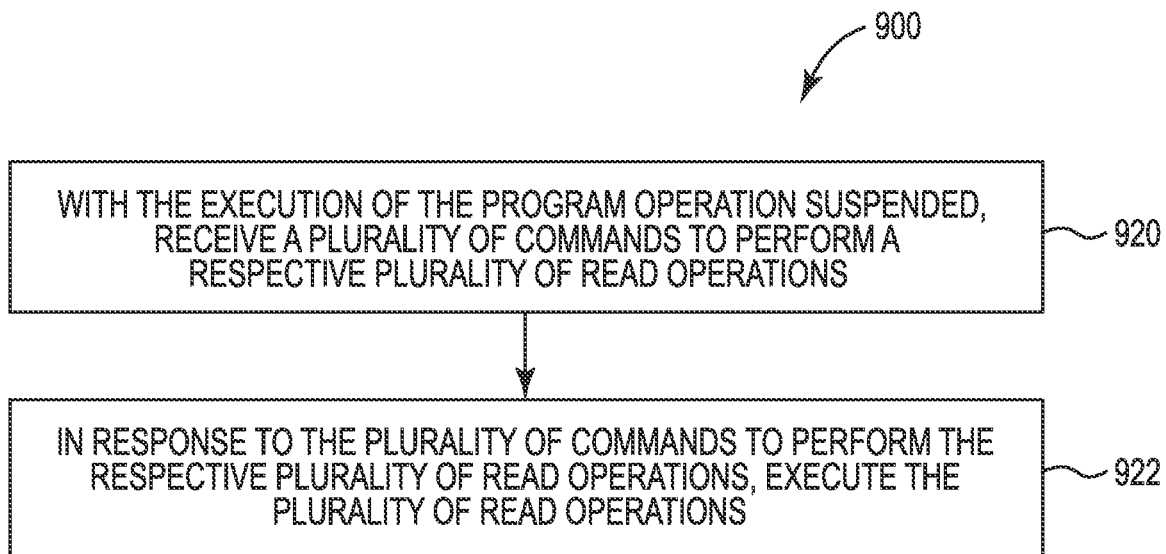 900
WITH THE EXECUTION OF THE PROGRAM OPERATION SUSPENDED,
RECEIVE A PLURALITY OF COMMANDS TO PERFORM A
RESPECTIVE PLURALITY OF READ OPERATIONS
920
IN RESPONSE TO THE PLURALITY OF COMMANDS TO PERFORM THE
RESPECTIVE PLURALITY OF READ OPERATIONS, EXECUTE THE
PLURALITY OF READ OPERATIONS
922